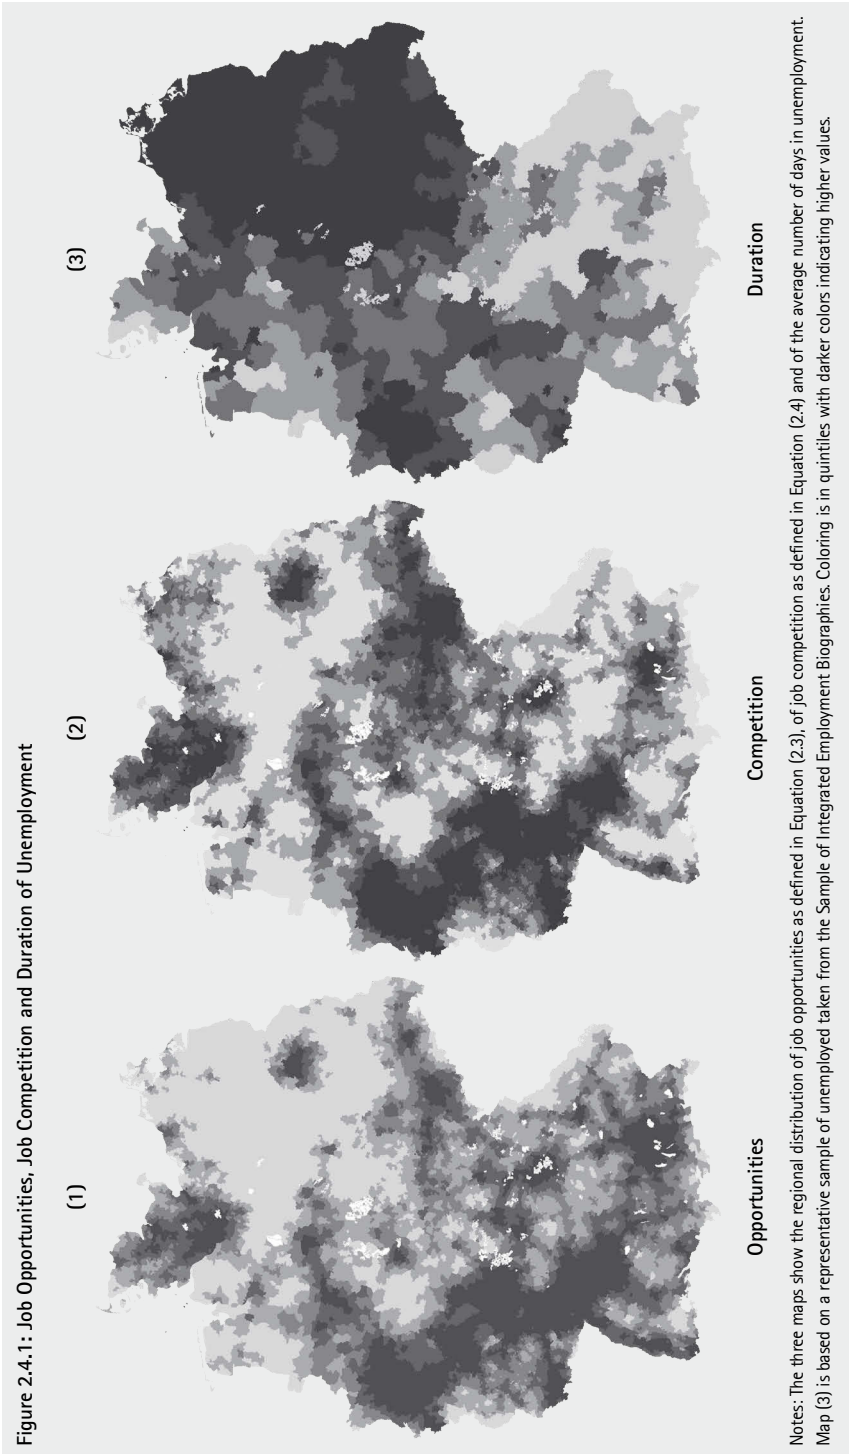 Figure 2.4.1: Job Opportunities, Job Competition and Duration of Unemployment
(1)
(2)
(3)
Opportunities
Competition
Duration
Notes: The three maps show the regional distribution of job opportunities as defined in Equation (2.3), of job competition as defined in Equation (2.4) and of the average number of days in unemployment.
Map (3) is based on a representative sample of unemployed taken from the Sample of Integrated Employment Biographies. Coloring is in quintiles with darker colors indicating higher values.